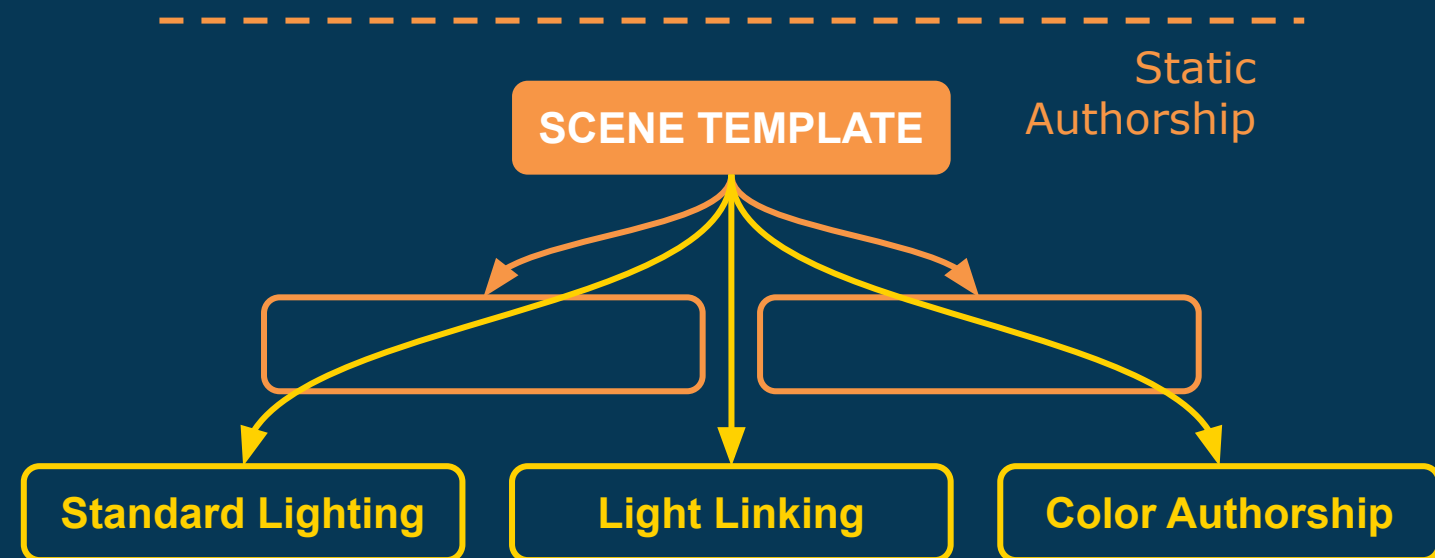 Static
Authorship
SCENE TEMPLATE
Standard Lighting
Light Linking
Color Authorship